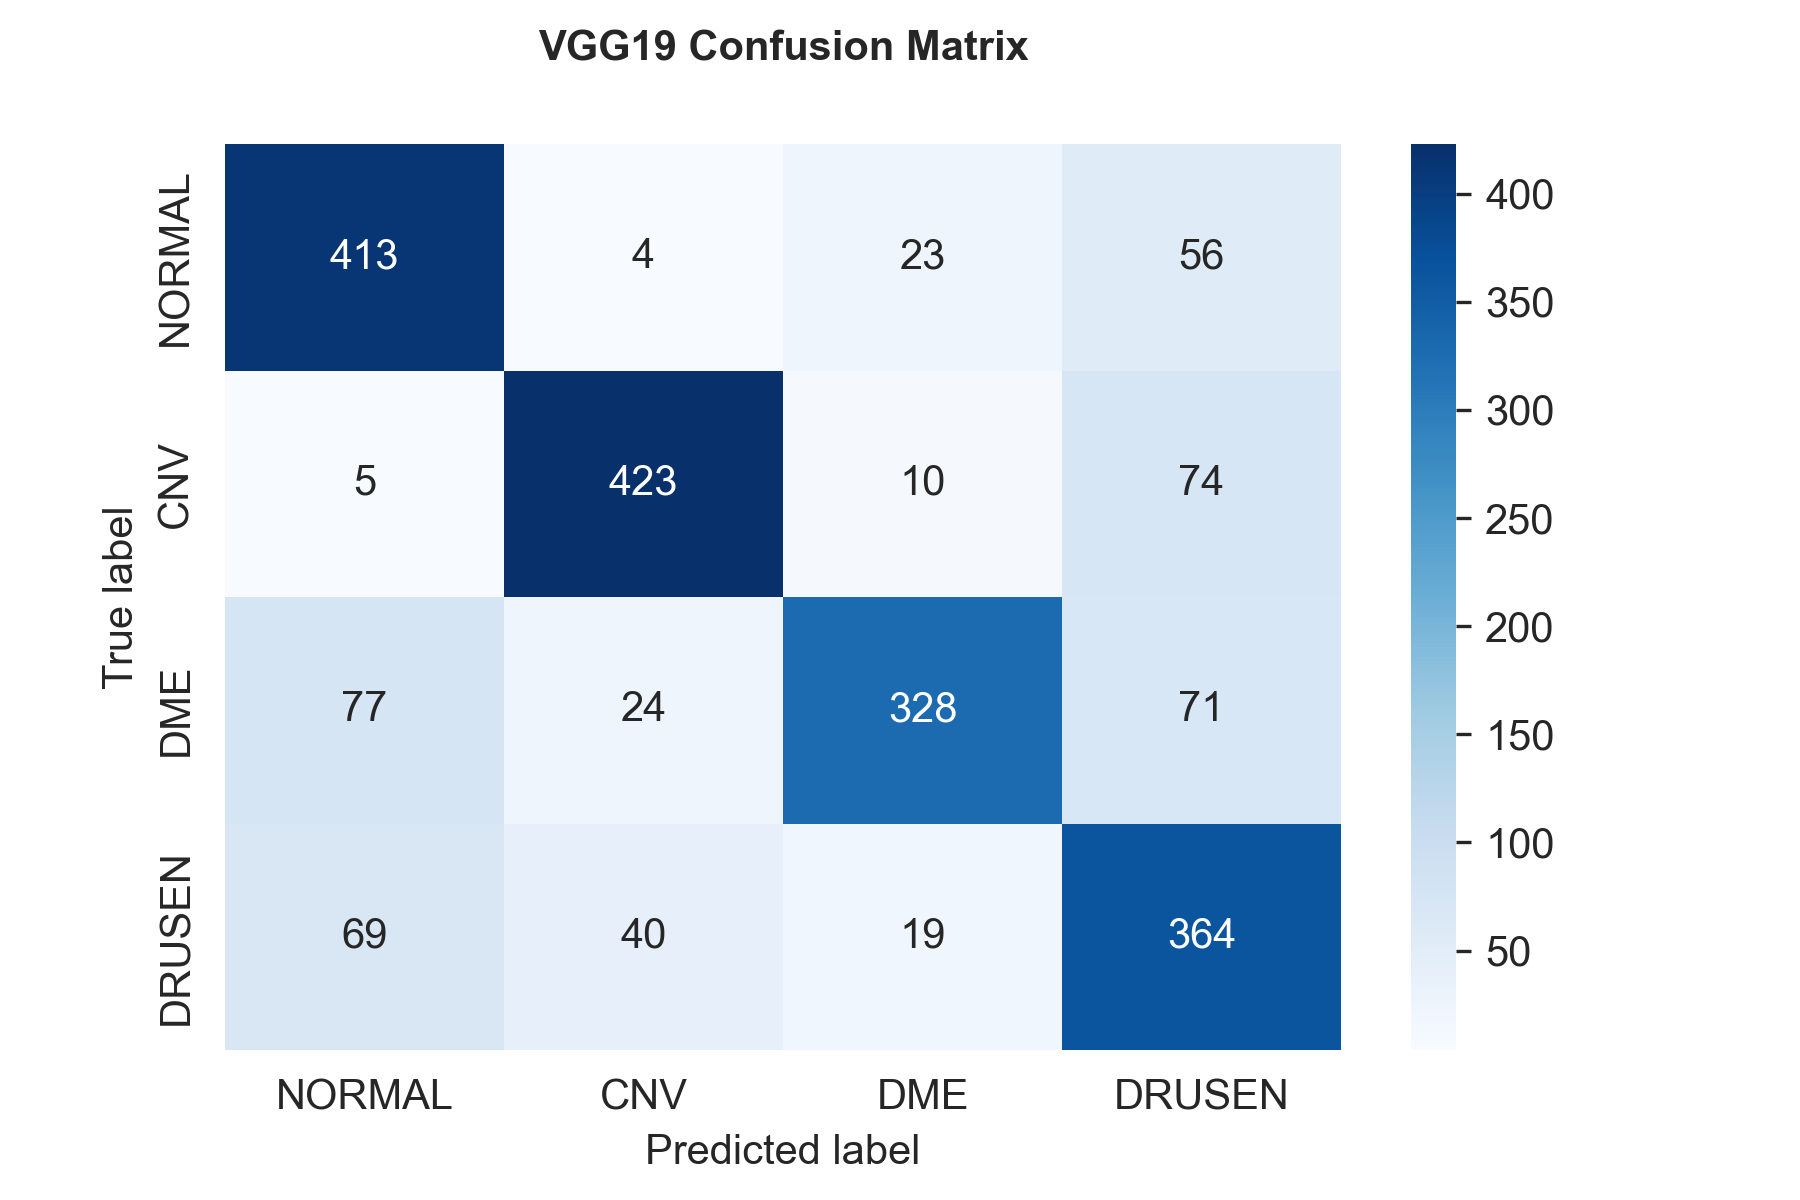 VGG19 Confusion Matrix
True label
NORMAL 413 4 23 56
CNV 5 423 10 74
DME 77 24 328 71
DRUSEN 69 40 19 364
NORMAL CNV DME DRUSEN
Predicted label
400
350
300
250
200
150
100
50